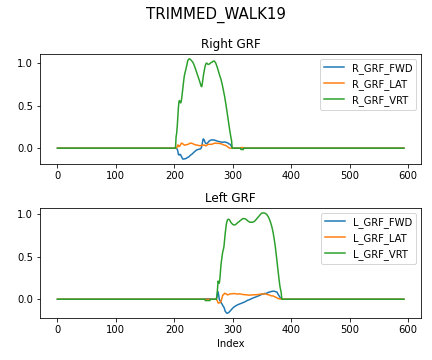 TRIMMED_WALK19
Right GRF
R_GRF_FWD
R_GRF_LAT
R_GRF_VRT
1.0
0.5
0.0
0 100 200 300 400 500 600
Left GRF
L_GRF_FWD
L_GRF_LAT
L_GRF_VRT
1.0
0.5
0.0
0 100 200 300 400 500 600
Index